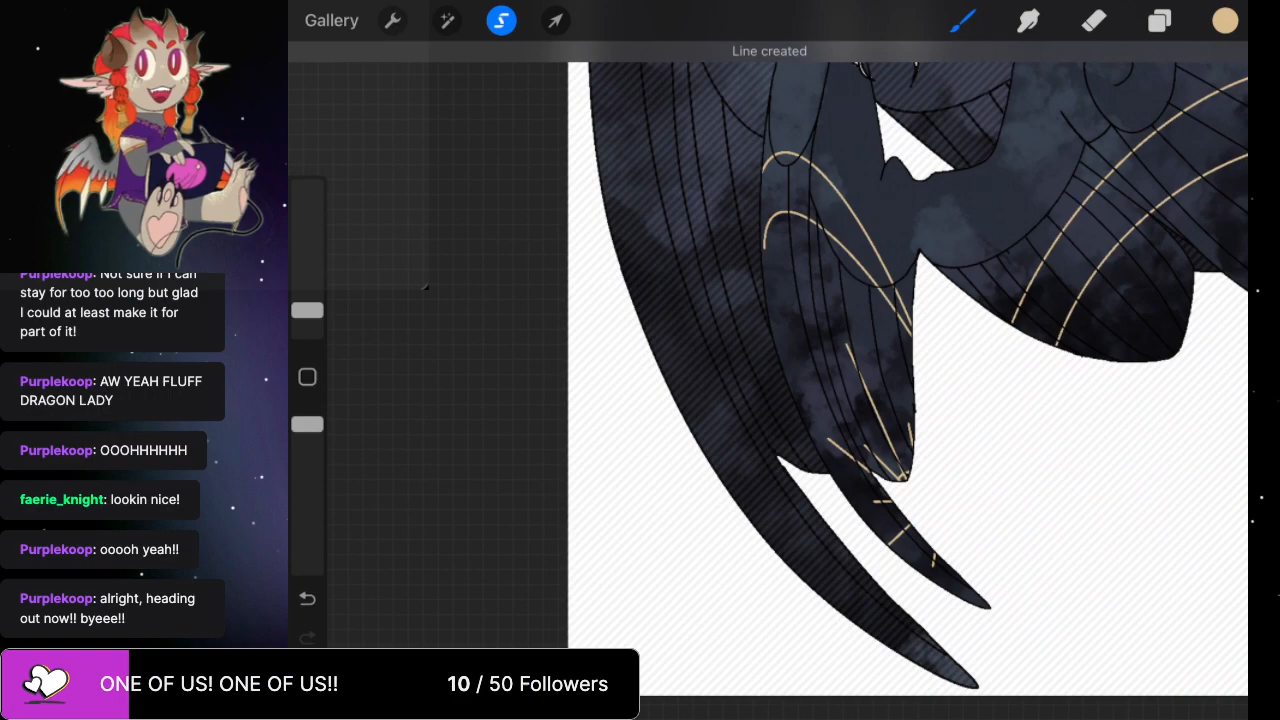 Gallery
Line created
Purplekoop: Not sure if I can
stay for too too long but glad
I could at least make it for
part of it!
Purplekoop: AW YEAH FLUFF
DRAGON LADY
Purplekoop: OOOHHHHHH
faerie_knight: lookin nice!
Purplekoop: ooooh yeah!!
Purplekoop: alright, heading
out now!! byeee!!
ONE OF US! ONE OF US!! 10 / 50 Followers